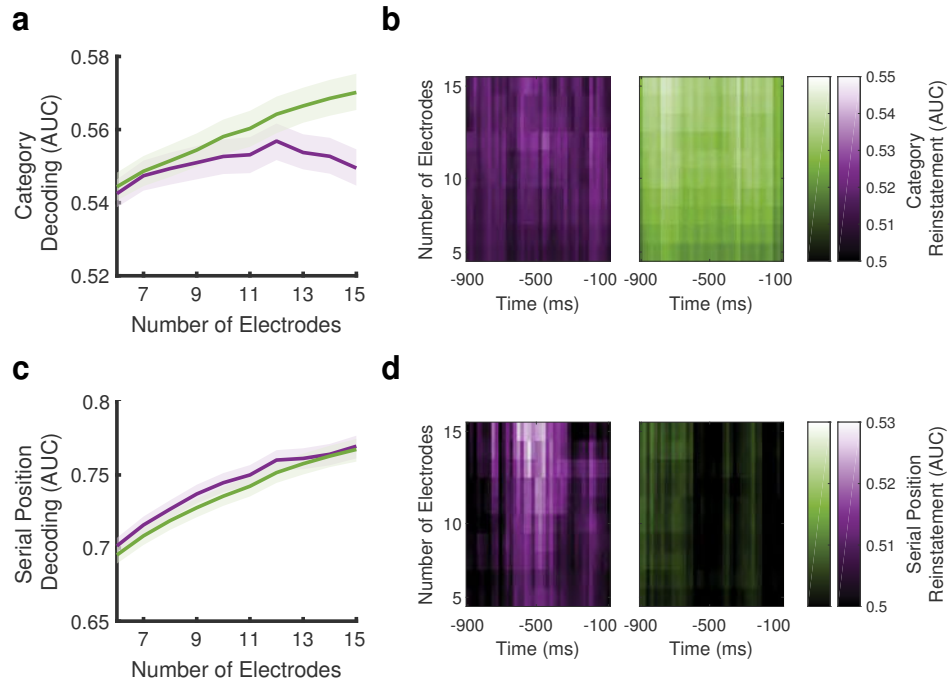 a
0.58
0.56
0.54
0.52
Category
Decoding (AUC)
7 9 11 13 15
Number of Electrodes
b
15
10
5
Number of Electrodes
-900 -500 -100
Time (ms)
-900 -500 -100
Time (ms)
0.55
0.54
0.53
0.52
0.51
0.5
Category
Reinstatement (AUC)
c
0.8
0.75
0.7
0.65
Serial Position
Decoding (AUC)
7 9 11 13 15
Number of Electrodes
d
15
10
5
Number of Electrodes
-900 -500 -100
Time (ms)
-900 -500 -100
Time (ms)
0.53
0.52
0.51
0.5
Serial Position
Reinstatement (AUC)